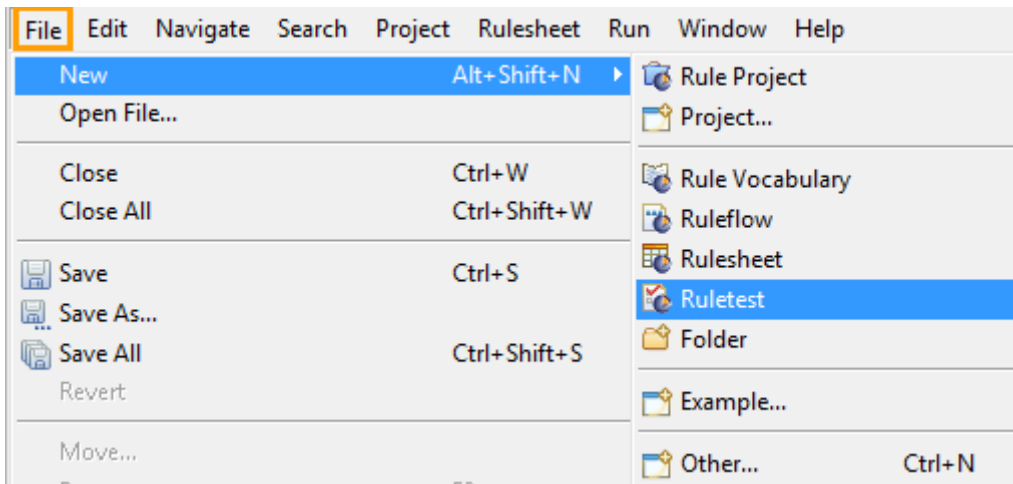 File Edit Navigate Search Project Rulesheet Run Window Help
New Alt+Shift+N
Open File...
Close Ctrl+W
Close All Ctrl+Shift+W
Save Ctrl+S
Save As...
Save All Ctrl+Shift+S
Revert
Move...
Rule Project
Project...
Rule Vocabulary
Ruleflow
Rulesheet
Ruletest
Folder
Example...
Other... Ctrl+N